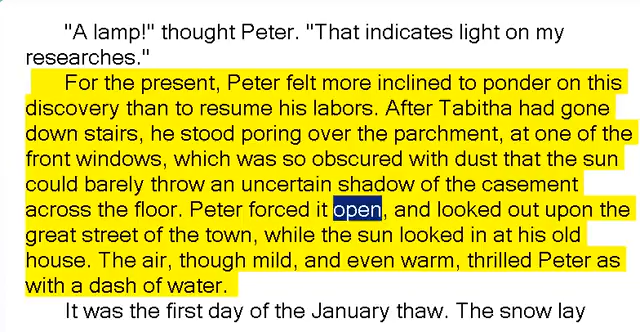 "A lamp!" thought Peter. "That indicates light on my
researches."
For the present, Peter felt more inclined to ponder on this
discovery than to resume his labors. After Tabitha had gone
down stairs, he stood poring over the parchment, at one of the
front windows, which was so obscured with dust that the sun
could barely throw an uncertain shadow of the casement
across the floor. Peter forced it open, and looked out upon the
great street of the town, while the sun looked in at his old
house. The air, though mild, and even warm, thrilled Peter as
with a dash of water.
It was the first day of the January thaw. The snow lay